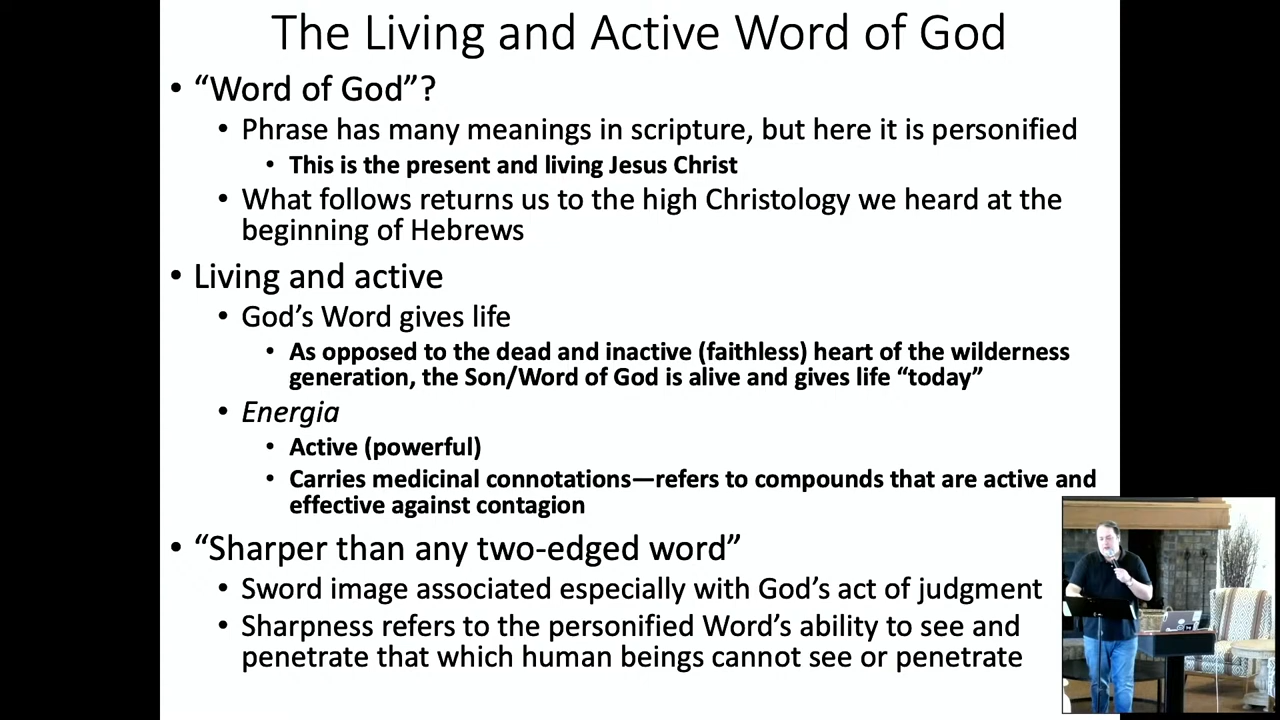 The Living and Active Word of God
• “Word of God”?
• Phrase has many meanings in scripture, but here it is personified
• This is the present and living Jesus Christ
• What follows returns us to the high Christology we heard at the
beginning of Hebrews
• Living and active
• God’s Word gives life
• As opposed to the dead and inactive (faithless) heart of the wilderness
generation, the Son/Word of God is alive and gives life “today”
• Energia
• Active (powerful)
• Carries medicinal connotations—refers to compounds that are active and
effective against contagion
• “Sharper than any two-edged word”
• Sword image associated especially with God’s act of judgment
• Sharpness refers to the personified Word’s ability to see and
penetrate that which human beings cannot see or penetrate